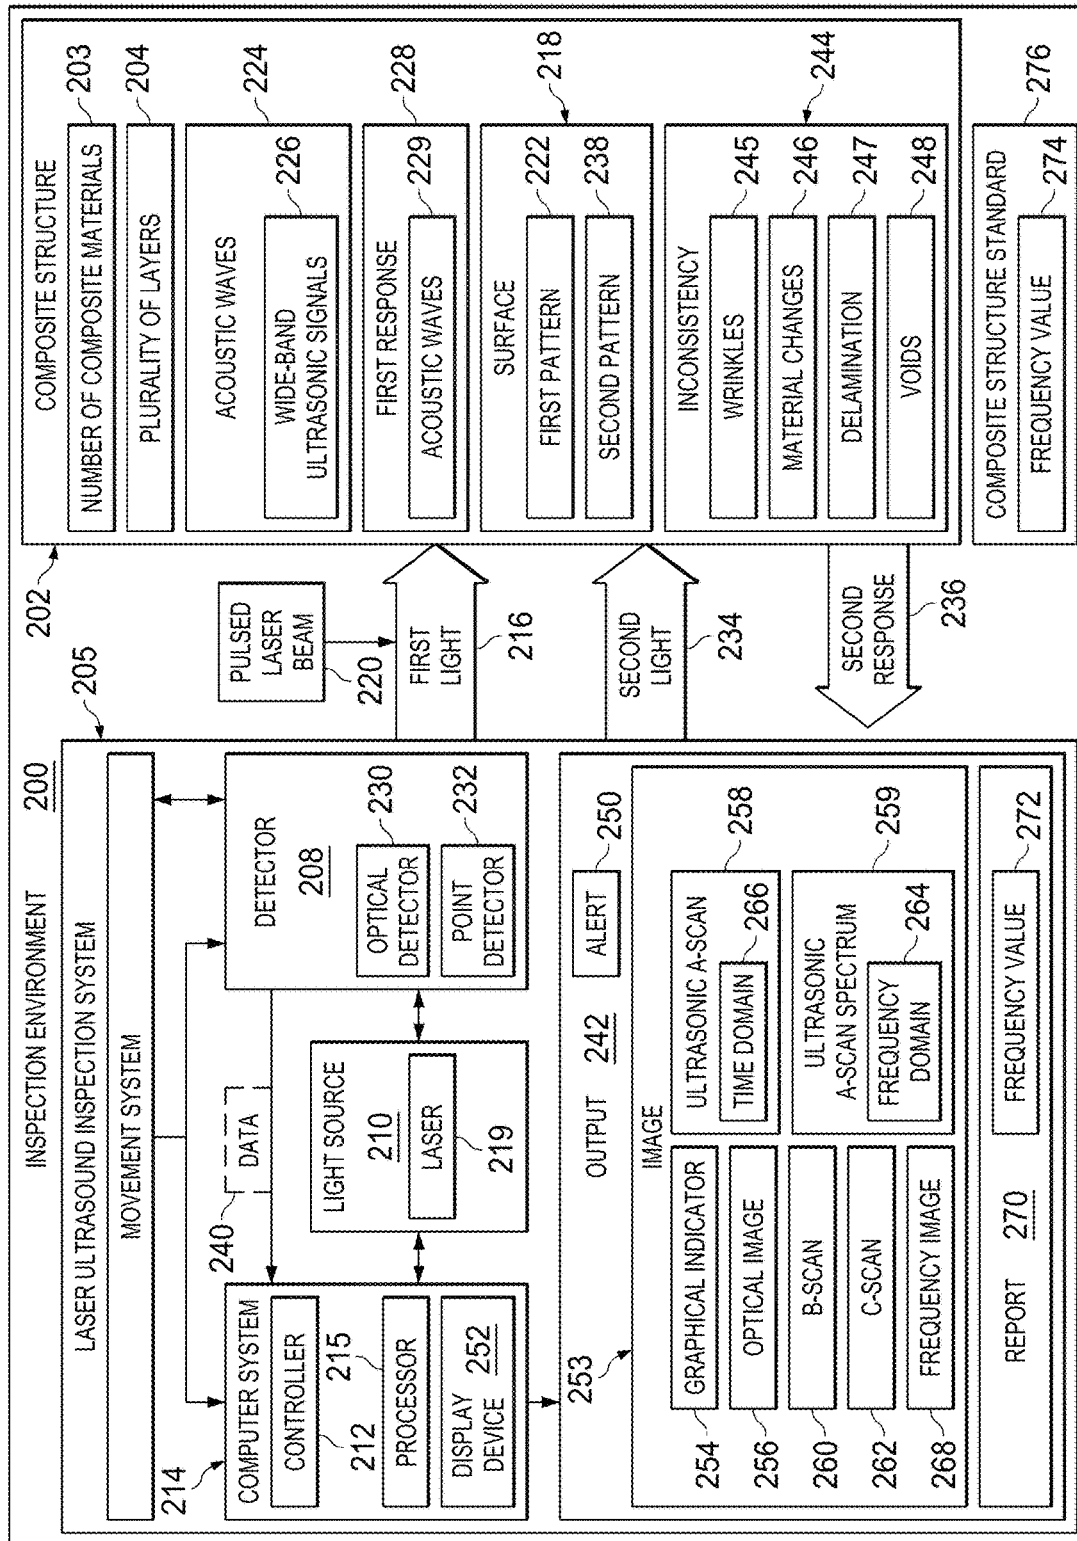 INSPECTION ENVIRONMENT
200
LASER ULTRASOUND INSPECTION SYSTEM
205
MOVEMENT SYSTEM
214
COMPUTER SYSTEM
CONTROLLER
212
215
PROCESSOR
DISPLAY
DEVICE
252
240
DATA
LIGHT SOURCE
210
LASER
219
DETECTOR
208
OPTICAL
DETECTOR
230
POINT
DETECTOR
232
OUTPUT
242
ALERT
250
253
IMAGE
254
GRAPHICAL INDICATOR
256
OPTICAL IMAGE
260
B-SCAN
262
C-SCAN
268
FREQUENCY IMAGE
ULTRASONIC A-SCAN
258
TIME DOMAIN
266
ULTRASONIC
A-SCAN SPECTRUM
259
FREQUENCY
DOMAIN
264
REPORT
270
FREQUENCY VALUE
272
PULSED
LASER
BEAM
220
FIRST
LIGHT
216
SECOND
LIGHT
234
SECOND
RESPONSE
236
202
COMPOSITE STRUCTURE
NUMBER OF COMPOSITE MATERIALS
203
PLURALITY OF LAYERS
204
ACOUSTIC WAVES
224
WIDE-BAND
ULTRASONIC SIGNALS
226
FIRST RESPONSE
228
ACOUSTIC WAVES
229
SURFACE
218
FIRST PATTERN
222
SECOND PATTERN
238
INCONSISTENCY
244
WRINKLES
245
MATERIAL CHANGES
246
DELAMINATION
247
VOIDS
248
COMPOSITE STRUCTURE STANDARD
276
FREQUENCY VALUE
274